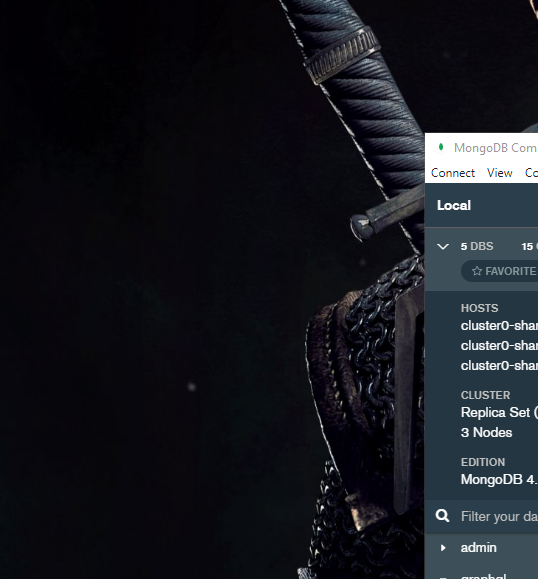 MongoDB Com
Connect View Co
Local
5 DBS 15
FAVORITE
HOSTS
cluster0-shar
cluster0-shar
cluster0-shar
CLUSTER
Replica Set (
3 Nodes
EDITION
MongoDB 4.
Filter your da
admin
graphql